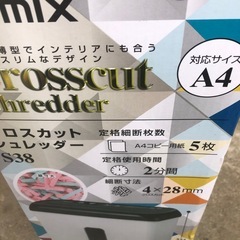 mix
薄型でインテリアにも合う
スリムなデザイン
対応サイズ
A4
rosscut
hredder
ロスカット
ュレッダー
S38
定格細断枚数
A4コピー用紙 5枚
定格使用時間
2分間
細断寸法
4×28mm